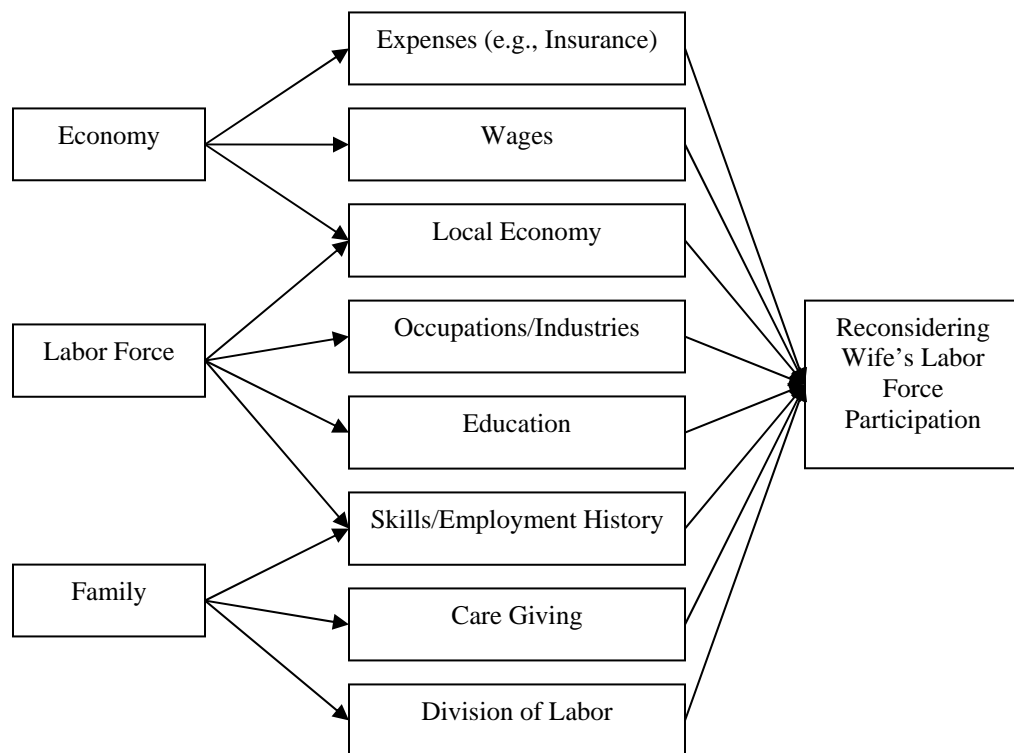 Economy
Labor Force
Family
Expenses (e.g., Insurance)
Wages
Local Economy
Occupations/Industries
Education
Skills/Employment History
Care Giving
Division of Labor
Reconsidering
Wife’s Labor
Force
Participation